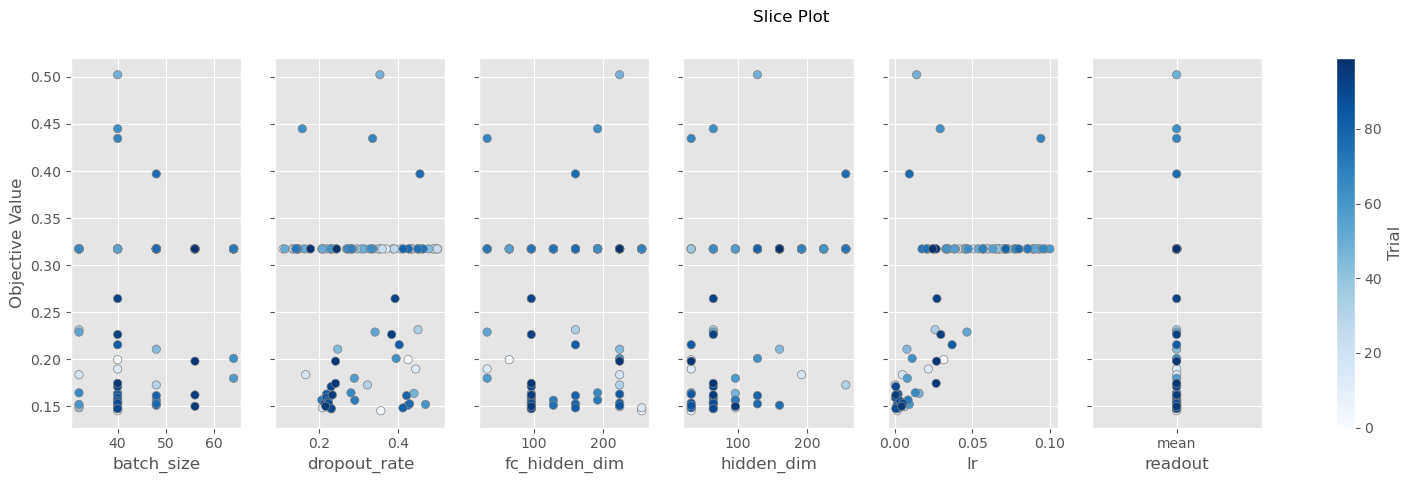 Slice Plot
Objective Value
0.50
0.45
0.40
0.35
0.30
0.25
0.20
0.15
40 50 60
batch_size
0.2 0.4
dropout_rate
100 200
fc_hidden_dim
100 200
hidden_dim
0.00 0.05 0.10
lr
mean
readout
80
60
40
20
0
Trial